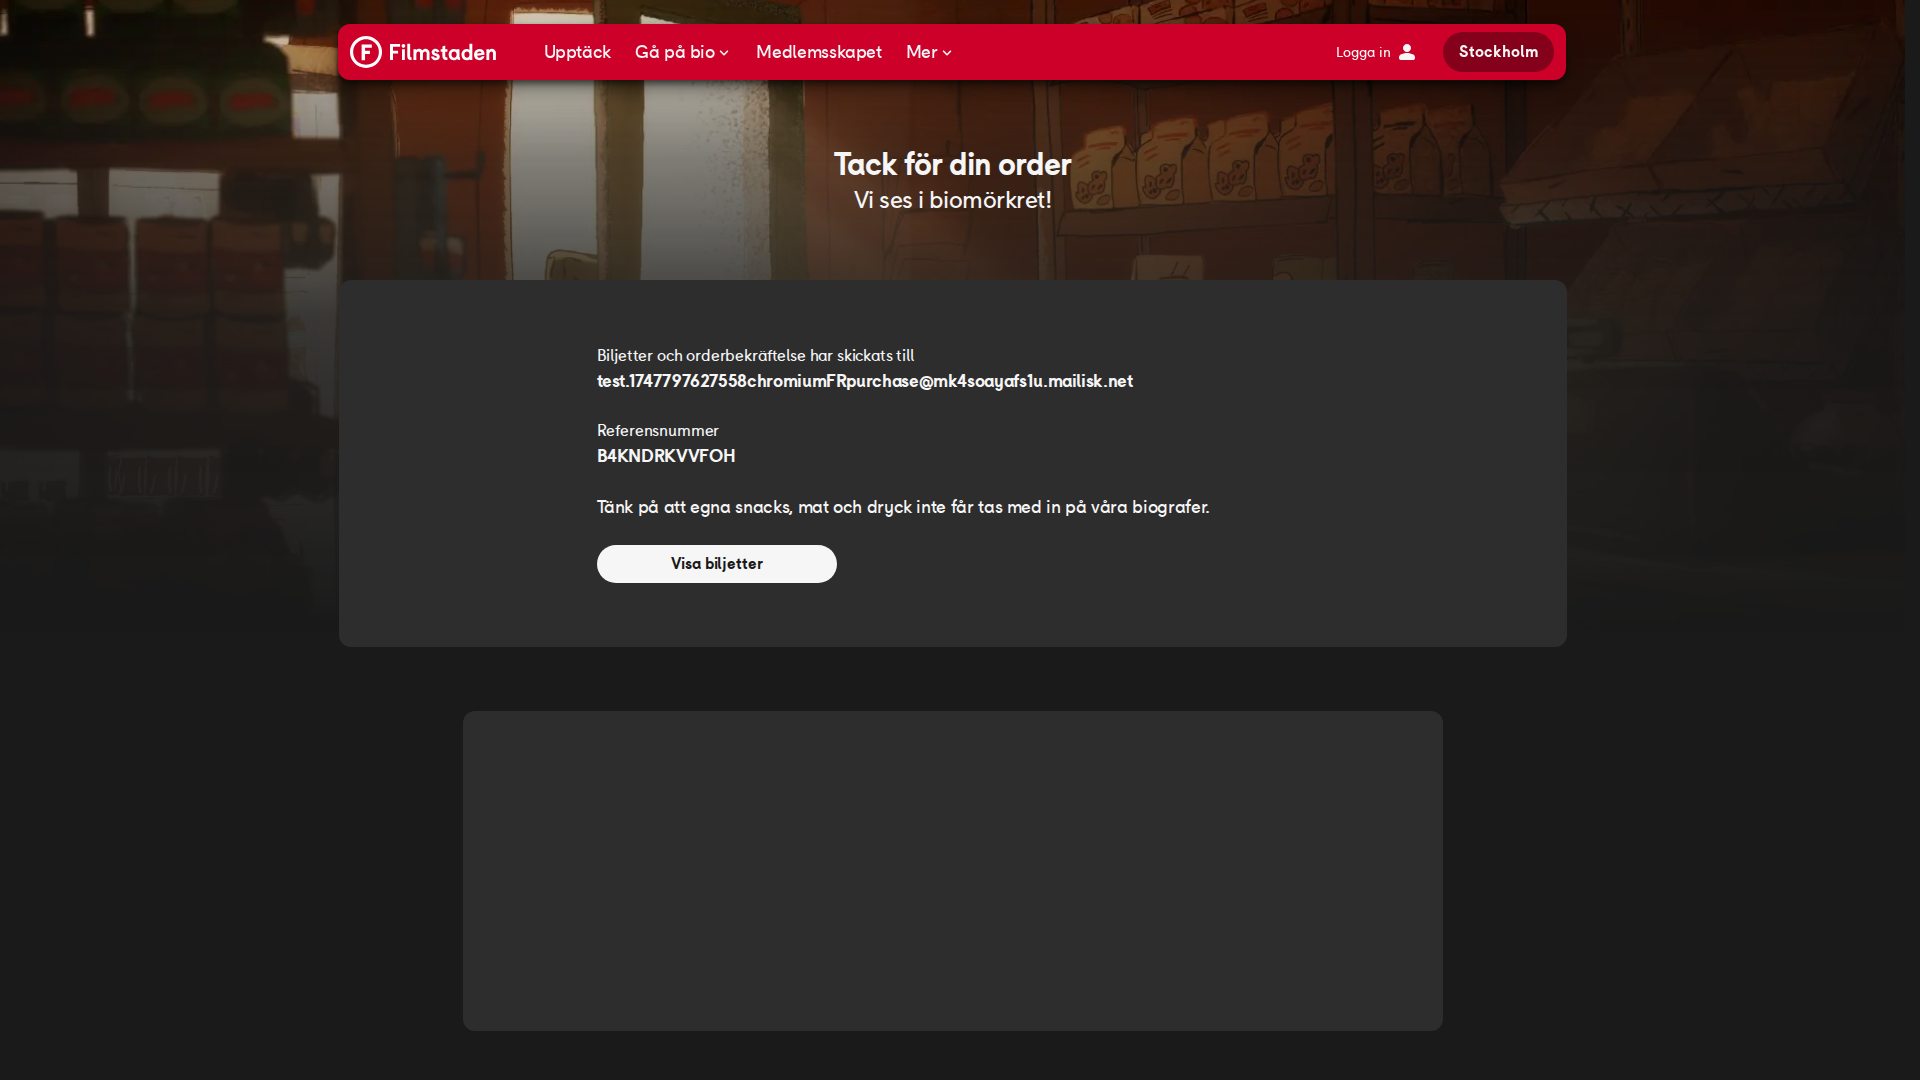 Filmstaden
Upptäck
Gå på bio
Medlemsskapet
Mer
Logga in
Stockholm
Tack för din order
Vi ses i biomörkret!
Biljetter och orderbekräftelse har skickats till
test.1747797627558chromiumFRpurchase@mk4soayafs1u.mailisk.net
Referensnummer
B4KNDRKVVFOH
Tänk på att egna snacks, mat och dryck inte får tas med in på våra biografer.
Visa biljetter